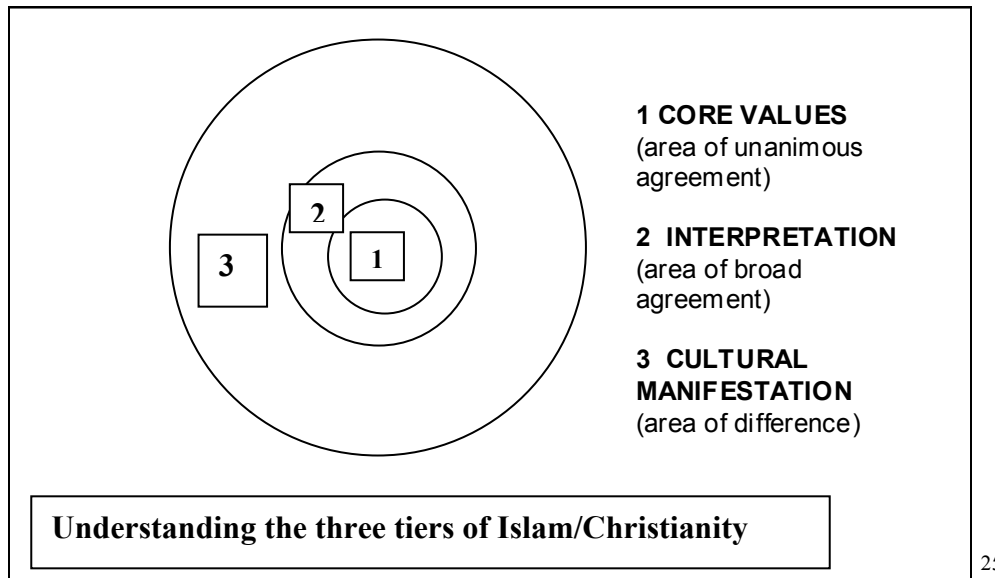 1 CORE VALUES
(area of unanimous
agreement)
2 INTERPRETATION
(area of broad
agreement)
3 CULTURAL
MANIFESTATION
(area of difference)
2
1
3
Understanding the three tiers of Islam/Christianity